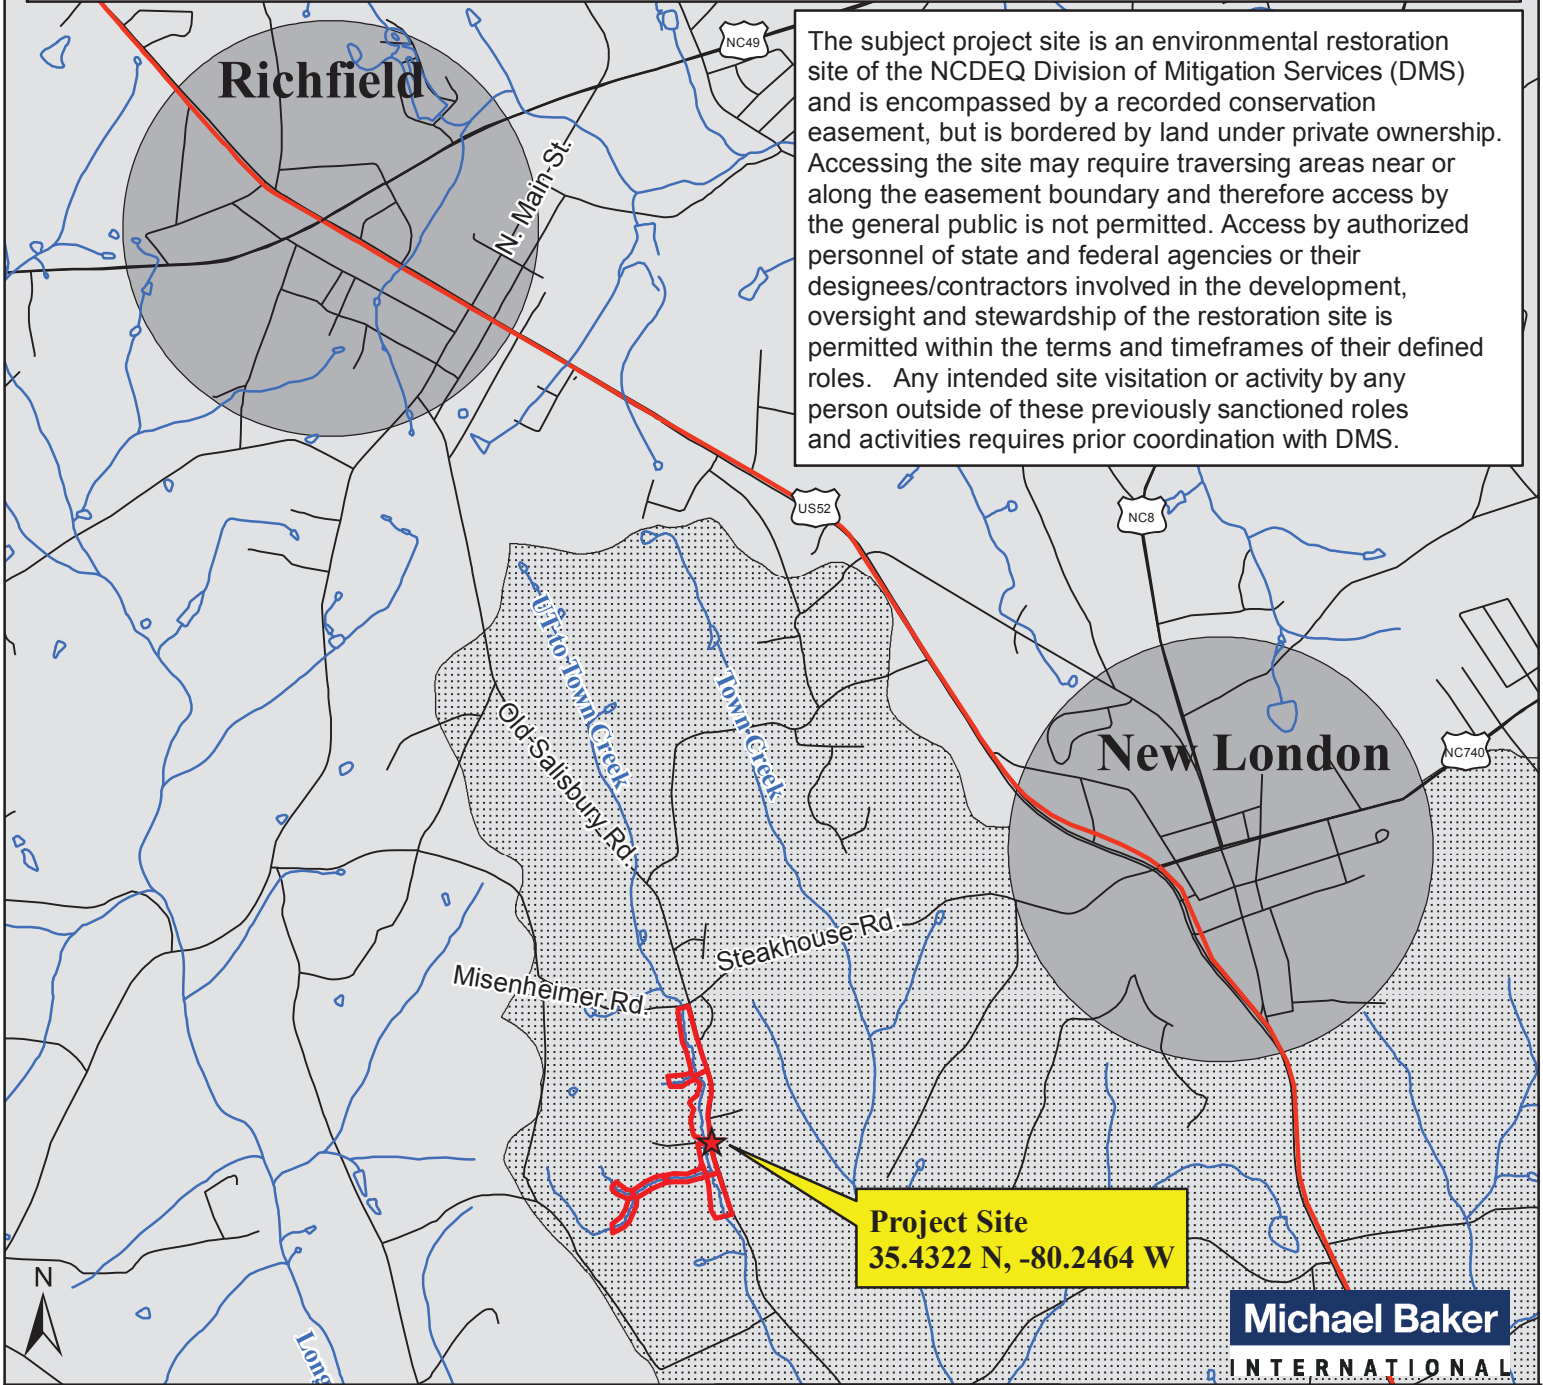 NC49
Richfield
The subject project site is an environmental restoration
site of the NCDEQ Division of Mitigation Services (DMS)
and is encompassed by a recorded conservation
easement, but is bordered by land under private ownership.
Accessing the site may require traversing areas near or
along the easement boundary and therefore access by
the general public is not permitted. Access by authorized
personnel of state and federal agencies or their
designees/contractors involved in the development,
oversight and stewardship of the restoration site is
permitted within the terms and timeframes of their defined
roles. Any intended site visitation or activity by any
person outside of these previously sanctioned roles
and activities requires prior coordination with DMS.
N. Main St.
US52
NC8
UT to Town Creek
Town Creek
Old Salisbury Rd.
New London
NC740
Steakhouse Rd.
Misenheimer Rd.
Project Site
35.4322 N, -80.2464 W
N
Long
Michael Baker
INTERNATIONAL